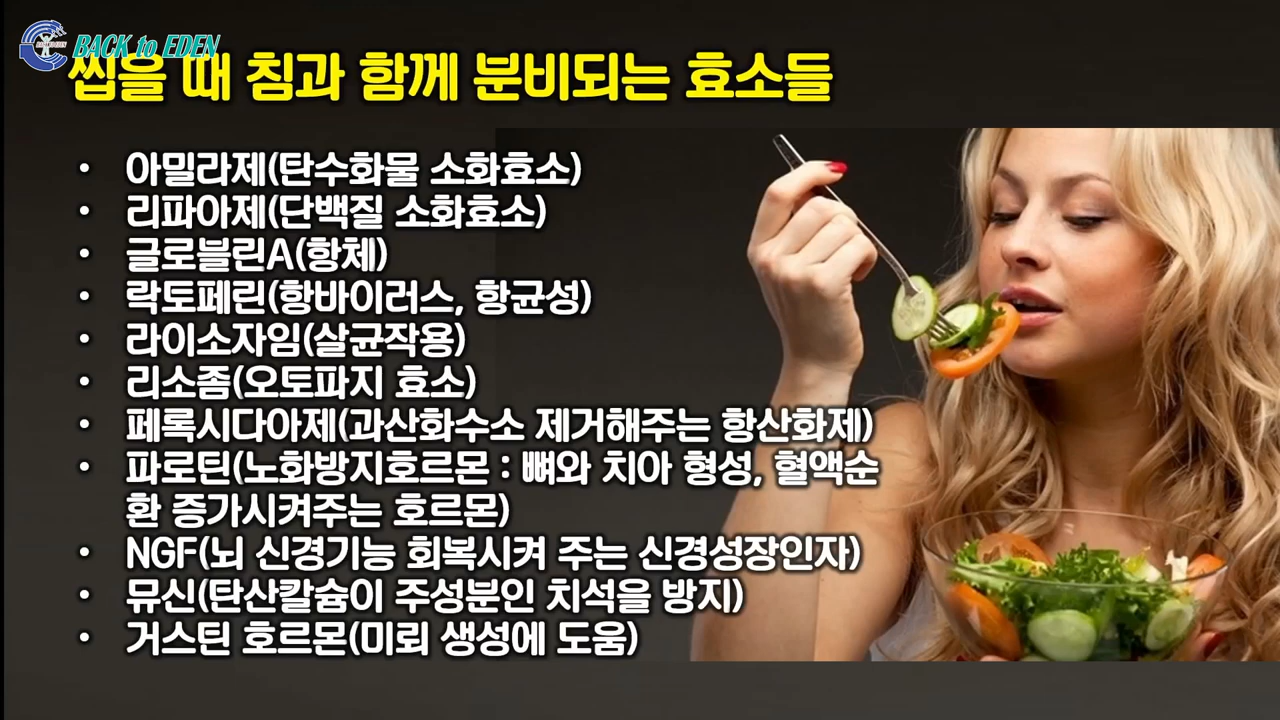 BACK to EDEN
씹을 때 침과 함께 분비되는 효소들
• 아밀라제(탄수화물 소화효소)
• 리파아제(단백질 소화효소)
• 글로블린A(항체)
• 락토페린(항바이러스, 항균성)
• 라이소자임(살균작용)
• 리소좀(오토파지 효소)
• 페록시다아제(과산화수소 제거해주는 항산화제)
• 파로틴(노화방지호르몬 : 뼈와 치아 형성, 혈액순
환 증가시켜주는 호르몬)
• NGF(뇌 신경기능 회복시켜 주는 신경성장인자)
• 뮤신(탄산칼슘이 주성분인 치석을 방지)
• 거스틴 호르몬(미뢰 생성에 도움)